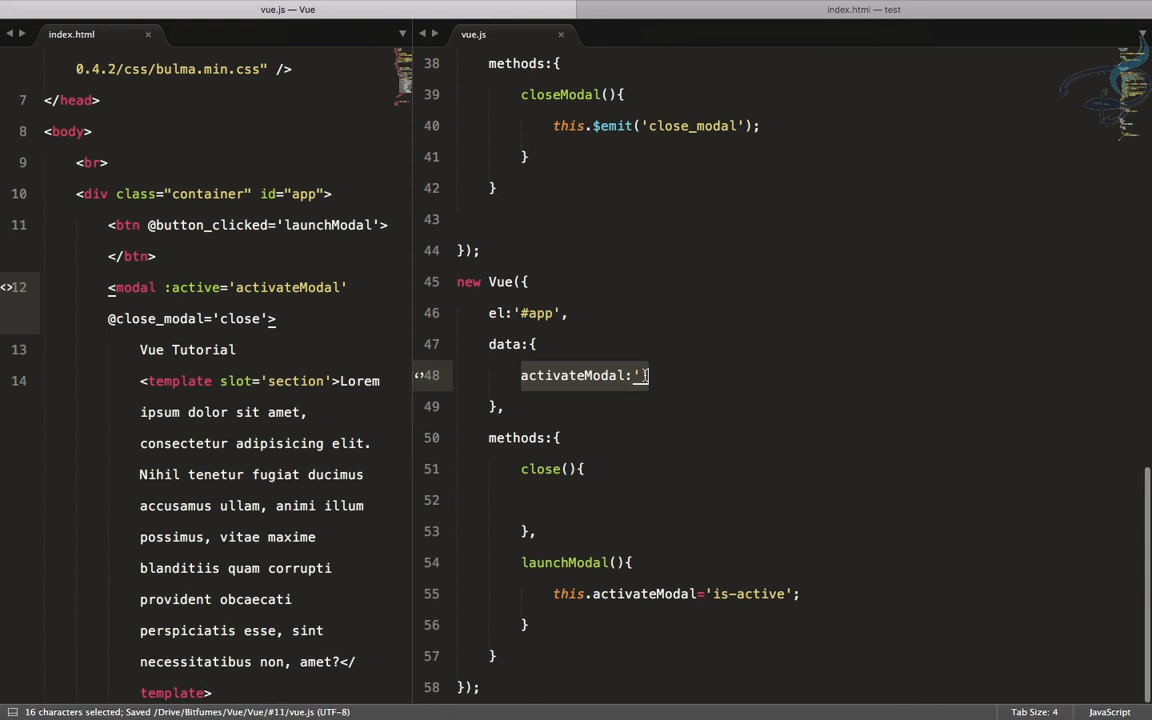 vue.js — Vue
index.html — test
index.html
vue.js
0.4.2/css/bulma.min.css" />
7 </head>
8 <body>
9 <br>
10 <div class="container" id="app">
11 <btn @button_clicked='launchModal'>
</btn>
12 <modal :active='activateModal'
@close_modal='close'>
13 Vue Tutorial
14 <template slot='section'>Lorem
ipsum dolor sit amet,
consectetur adipisicing elit.
Nihil tenetur fugiat ducimus
accusamus ullam, animi illum
possimus, vitae maxime
blanditiis quam corrupti
provident obcaecati
perspiciatis esse, sint
necessitatibus non, amet?</
template>
38 methods:{
39 closeModal(){
40 this.$emit('close_modal');
41 }
42 }
43
44 });
45 new Vue({
46 el:'#app',
47 data:{
48 activateModal:''
49 },
50 methods:{
51 close(){
52
53 },
54 launchModal(){
55 this.activateModal='is-active';
56 }
57 }
58 });
16 characters selected; Saved /Drive/Bitfumes/Vue/Vue/#11/vue.js (UTF-8)
Tab Size: 4
JavaScript